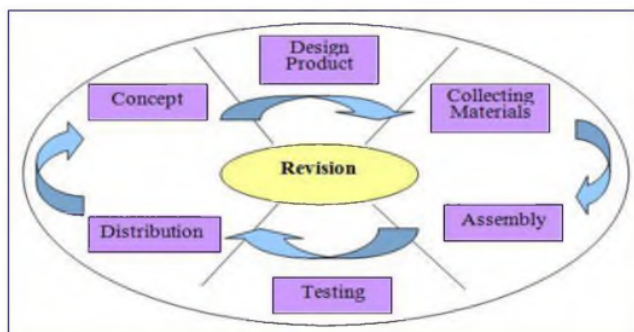 Design
Product
Concept
Collecting
Materials
Revision
Distribution
Assembly
Testing